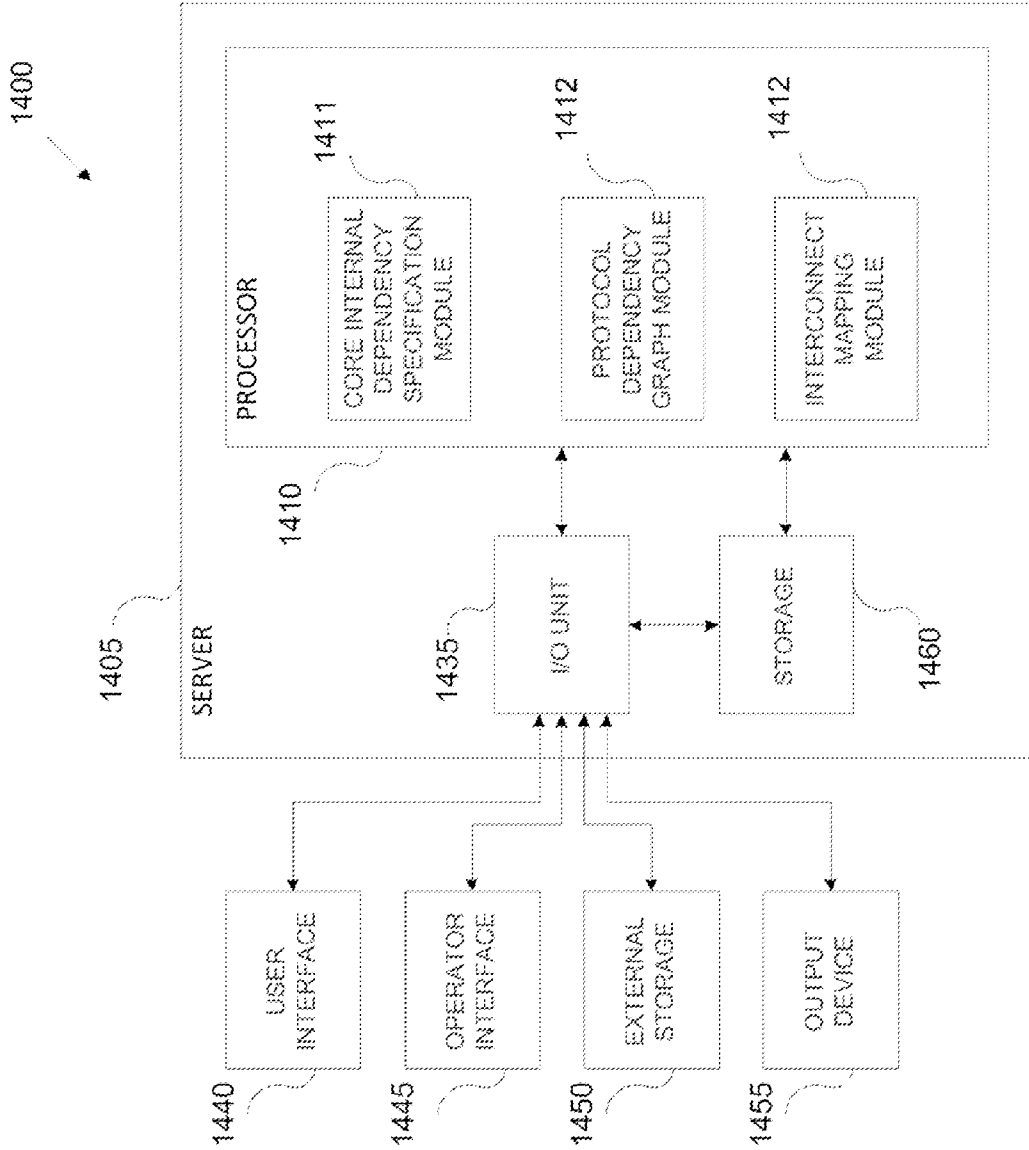 1400
1405
SERVER
PROCESSOR
1410
CORE INTERNAL
DEPENDENCY
SPECIFICATION
MODULE
1411
PROTOCOL
DEPENDENCY
GRAPH MODULE
1412
INTERCONNECT
MAPPING
MODULE
1412
1435
I/O UNIT
STORAGE
1460
USER
INTERFACE
1440
OPERATOR
INTERFACE
1445
EXTERNAL
STORAGE
1450
OUTPUT
DEVICE
1455